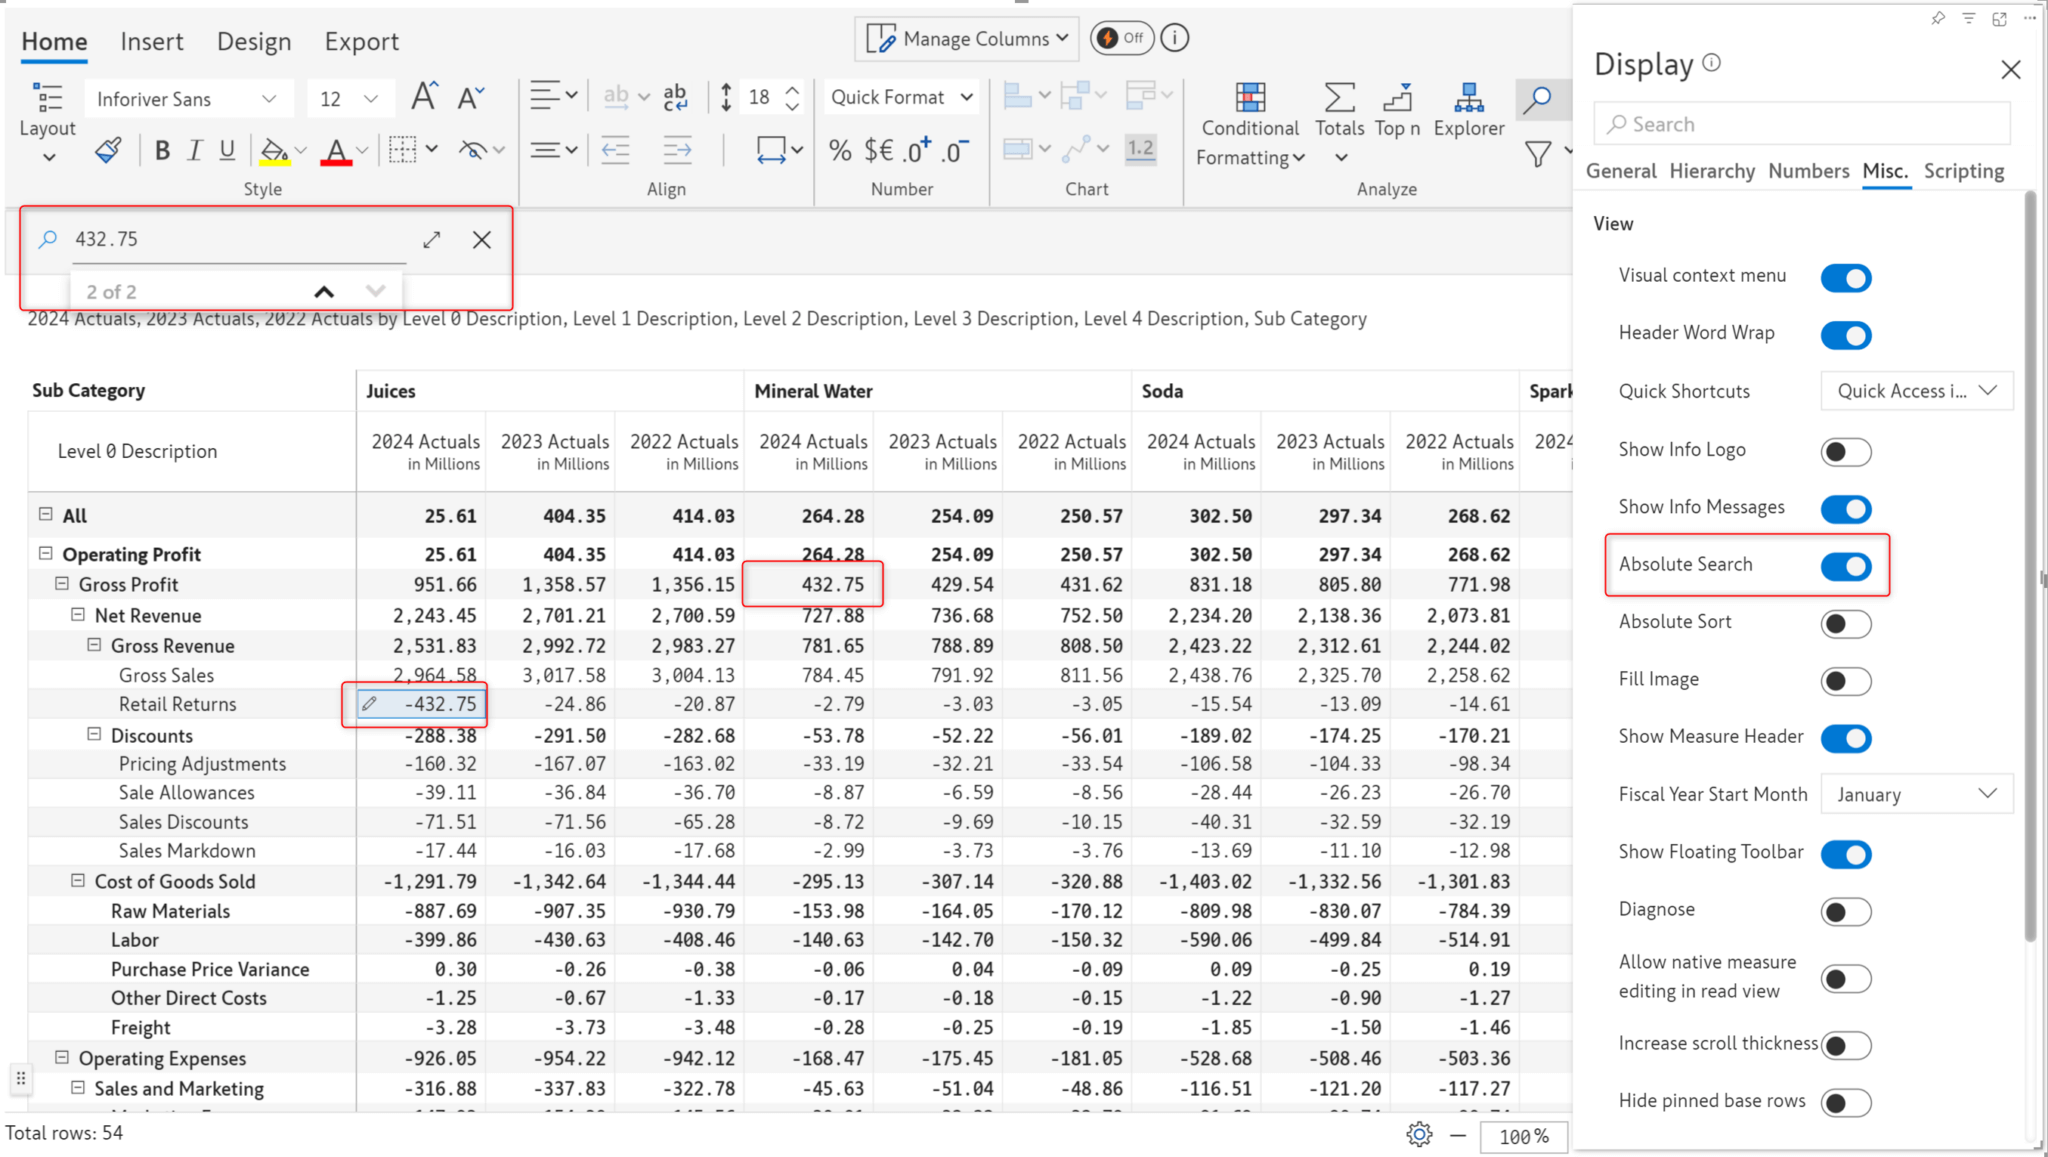 Home Insert Design Export Manage Columns Off
Layout Inforiver Sans 12 18 Quick Format Conditional Formatting Totals Top n Explorer
B I U A ab ab c % $€ .0+ .0- 1.2
Style Align Number Chart Analyze
432.75
2 of 2
2024 Actuals, 2023 Actuals, 2022 Actuals by Level 0 Description, Level 1 Description, Level 2 Description, Level 3 Description, Level 4 Description, Sub Category
Sub Category Juices Mineral Water Soda Spark
Level 0 Description 2024 Actuals 2023 Actuals 2022 Actuals 2024 Actuals 2023 Actuals 2022 Actuals 2024 Actuals 2023 Actuals 2022 Actuals 2024
in Millions in Millions in Millions in Millions in Millions in Millions in Millions in Millions in Millions
All 25.61 404.35 414.03 264.28 254.09 250.57 302.50 297.34 268.62
Operating Profit 25.61 404.35 414.03 264.28 254.09 250.57 302.50 297.34 268.62
Gross Profit 951.66 1,358.57 1,356.15 432.75 429.54 431.62 831.18 805.80 771.98
Net Revenue 2,243.45 2,701.21 2,700.59 727.88 736.68 752.50 2,234.20 2,138.36 2,073.81
Gross Revenue 2,531.83 2,992.72 2,983.27 781.65 788.89 808.50 2,423.22 2,312.61 2,244.02
Gross Sales 2,964.58 3,017.58 3,004.13 784.45 791.92 811.56 2,438.76 2,325.70 2,258.62
Retail Returns -432.75 -24.86 -20.87 -2.79 -3.03 -3.05 -15.54 -13.09 -14.61
Discounts -288.38 -291.50 -282.68 -53.78 -52.22 -56.01 -189.02 -174.25 -170.21
Pricing Adjustments -160.32 -167.07 -163.02 -33.19 -32.21 -33.54 -106.58 -104.33 -98.34
Sale Allowances -39.11 -36.84 -36.70 -8.87 -6.59 -8.56 -28.44 -26.23 -26.70
Sales Discounts -71.51 -71.56 -65.28 -8.72 -9.69 -10.15 -40.31 -32.59 -32.19
Sales Markdown -17.44 -16.03 -17.68 -2.99 -3.73 -3.76 -13.69 -11.10 -12.98
Cost of Goods Sold -1,291.79 -1,342.64 -1,344.44 -295.13 -307.14 -320.88 -1,403.02 -1,332.56 -1,301.83
Raw Materials -887.69 -907.35 -930.79 -153.98 -164.05 -170.12 -809.98 -830.07 -784.39
Labor -399.86 -430.63 -408.46 -140.63 -142.70 -150.32 -590.06 -499.84 -514.91
Purchase Price Variance 0.30 -0.26 -0.38 -0.06 0.04 -0.09 0.09 -0.25 0.19
Other Direct Costs -1.25 -0.67 -1.33 -0.17 -0.18 -0.15 -1.22 -0.90 -1.27
Freight -3.28 -3.73 -3.48 -0.28 -0.25 -0.19 -1.85 -1.50 -1.46
Operating Expenses -926.05 -954.22 -942.12 -168.47 -175.45 -181.05 -528.68 -508.46 -503.36
Sales and Marketing -316.88 -337.83 -322.78 -45.63 -51.04 -48.86 -116.51 -121.20 -117.27
Total rows: 54
100 %
Display
Search
General Hierarchy Numbers Misc. Scripting
View
Visual context menu
Header Word Wrap
Quick Shortcuts Quick Access i...
Show Info Logo
Show Info Messages
Absolute Search
Absolute Sort
Fill Image
Show Measure Header
Fiscal Year Start Month January
Show Floating Toolbar
Diagnose
Allow native measure
editing in read view
Increase scroll thickness
Hide pinned base rows